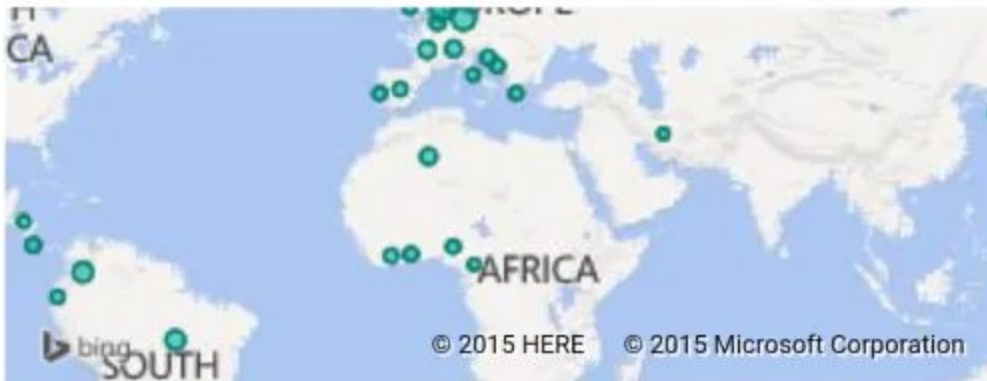 CA
AFRICA
bing
© 2015 HERE © 2015 Microsoft Corporation
SOUTH